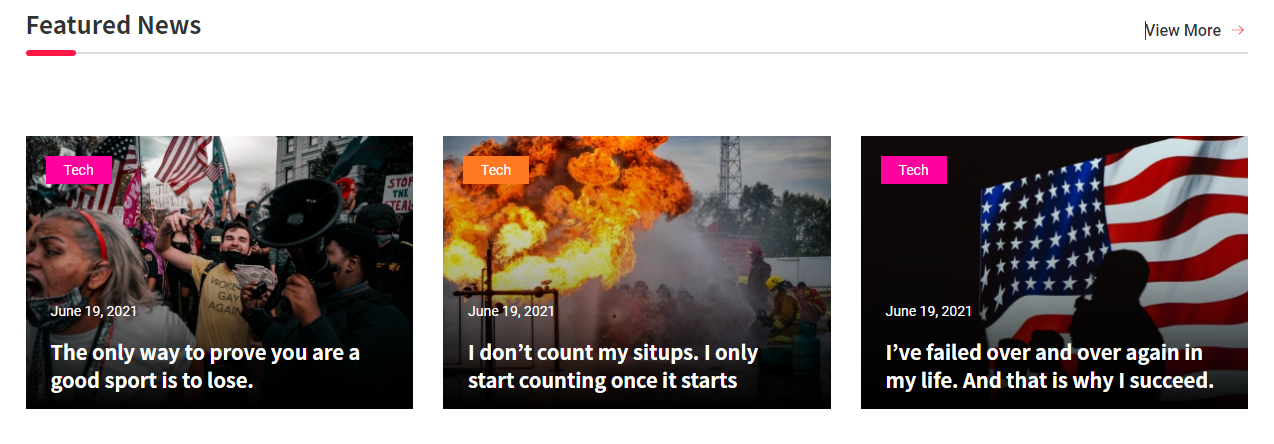 Featured News
View More
Tech
STOP
THE
STEAL
GAY
AGAIN
June 19, 2021
The only way to prove you are a
good sport is to lose.
Tech
June 19, 2021
I don’t count my situps. I only
start counting once it starts
Tech
June 19, 2021
I’ve failed over and over again in
my life. And that is why I succeed.